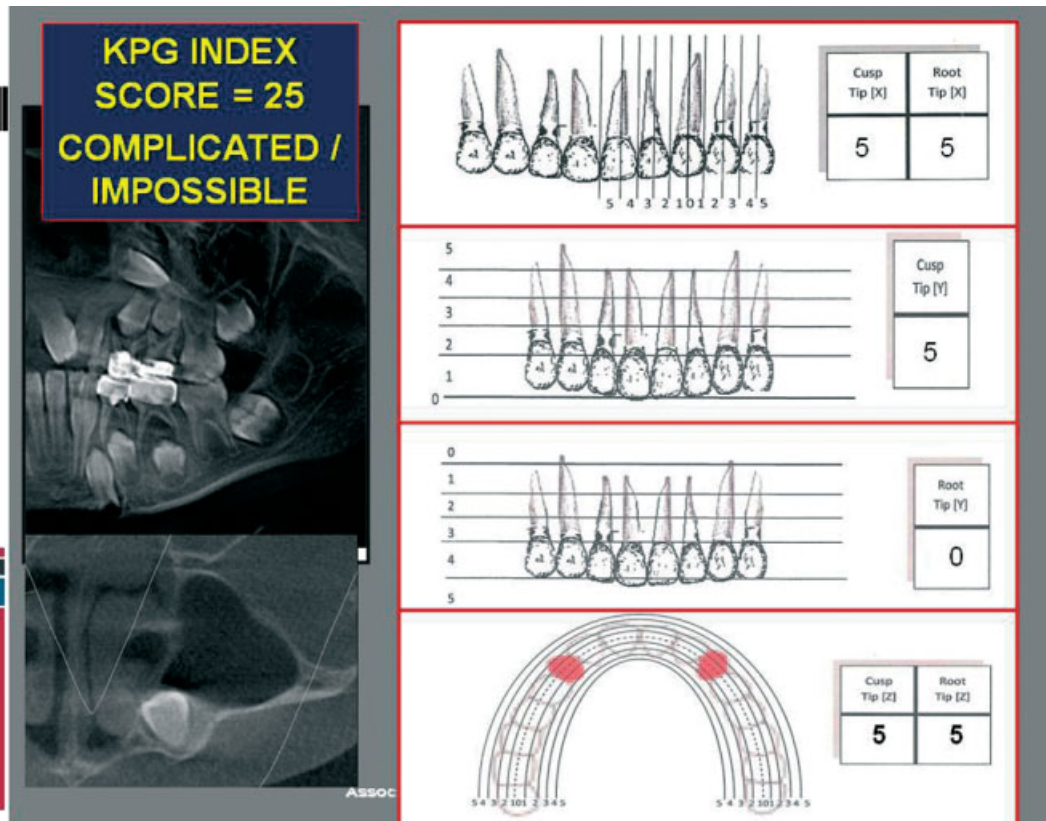 KPG INDEX
SCORE = 25
COMPLICATED /
IMPOSSIBLE
5 4 3 2 1 0 1 2 3 4 5
Cusp Tip [X] Root Tip [X]
5 5
5
4
3
2
1
0
Cusp
Tip [Y]
5
0
1
2
3
4
5
Root
Tip [Y]
0
5 4 3 2 1 0 1 2 3 4 5
5 4 3 2 1 0 1 2 3 4 5
Cusp Tip [Z] Root Tip [Z]
5 5
Assoc